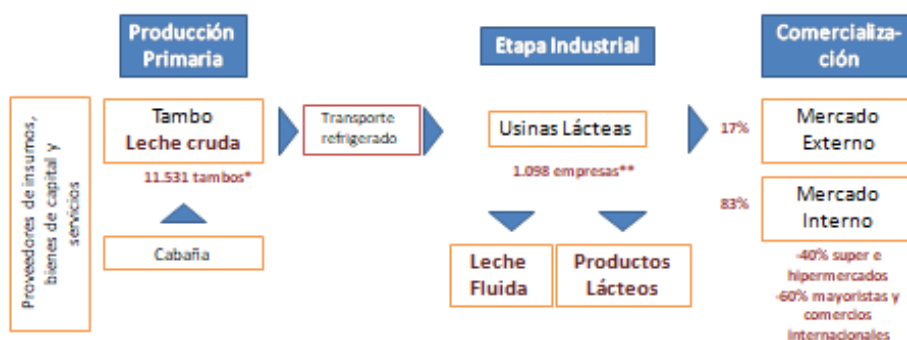 Producción
Primaria
Etapa Industrial
Comercializa-
ción
Proveedores de insumos,
bienes de capital y
servicios
Tambo
Leche cruda
11.531 tambos*
Cabaña
Transporte
refrigerado
Usinas Lácteas
1.098 empresas**
Leche
Fluida
Productos
Lácteos
17%
Mercado
Externo
83%
Mercado
Interno
-40% super e
hipermercados
-60% mayoristas y
comercios
internacionales